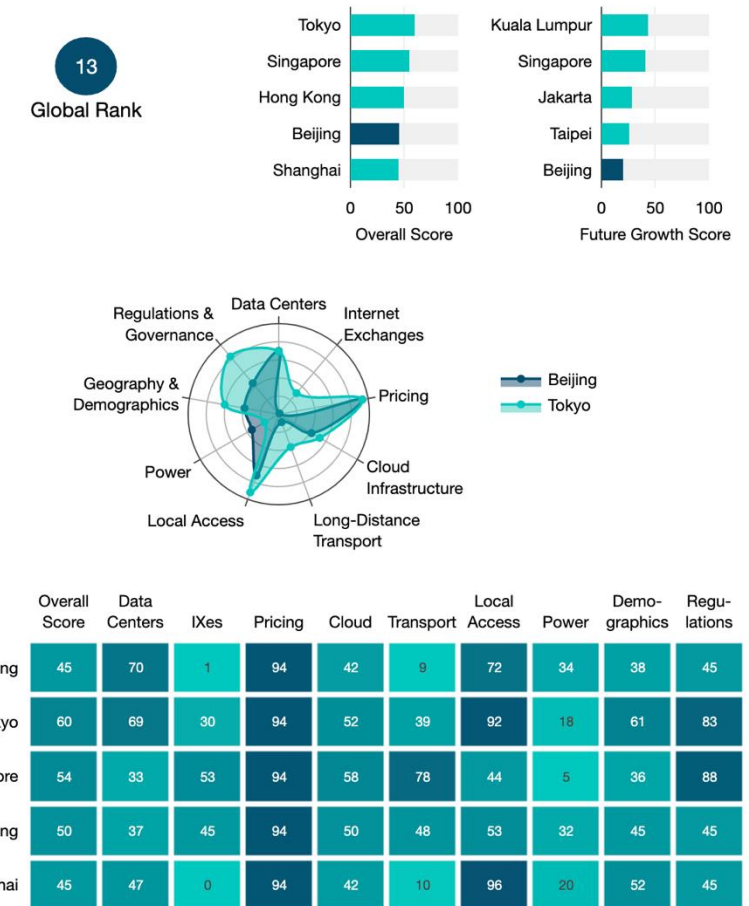 13
Global Rank
Tokyo
Singapore
Hong Kong
Beijing
Shanghai
0 50 100
Overall Score
Kuala Lumpur
Singapore
Jakarta
Taipei
Beijing
0 50 100
Future Growth Score
Data Centers
Internet
Exchanges
Pricing
Cloud
Infrastructure
Long-Distance
Transport
Local Access
Power
Geography &
Demographics
Regulations &
Governance
Beijing
Tokyo
Overall
Score
Data
Centers
IXes
Pricing
Cloud
Transport
Local
Access
Power
Demo-
graphics
Regu-
lations
ng 45 70 1 94 42 9 72 34 38 45
yo 60 69 30 94 52 39 92 18 61 83
ore 54 33 53 94 58 78 44 5 36 88
ng 50 37 45 94 50 48 53 32 45 45
hai 45 47 0 94 42 10 96 20 52 45